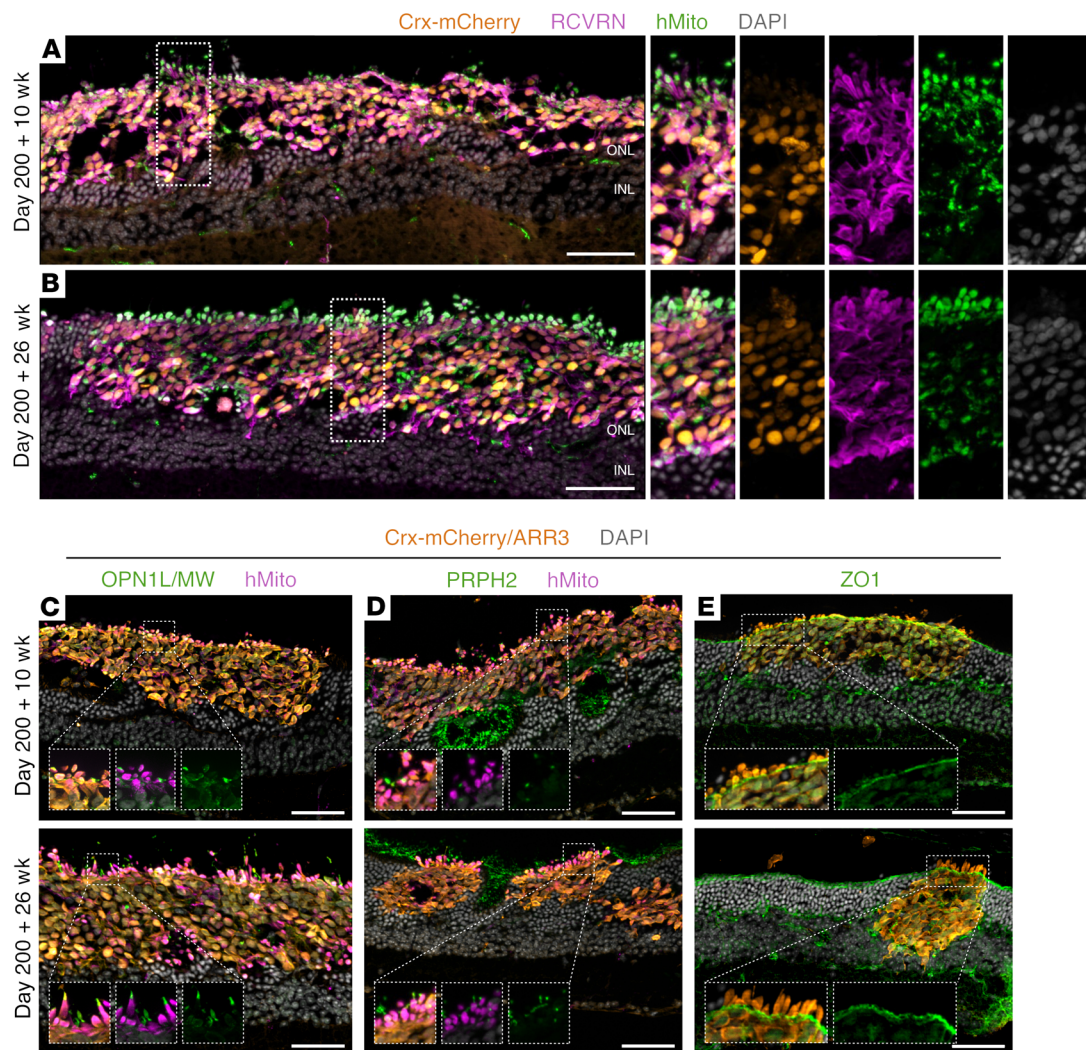 Crx-mCherry RCVRN hMito DAPI
A
Day 200 + 10 wk
ONL
INL
B
Day 200 + 26 wk
ONL
INL
Crx-mCherry/ARR3 DAPI
OPN1L/MW hMito PRPH2 hMito ZO1
C D E
Day 200 + 10 wk
Day 200 + 26 wk